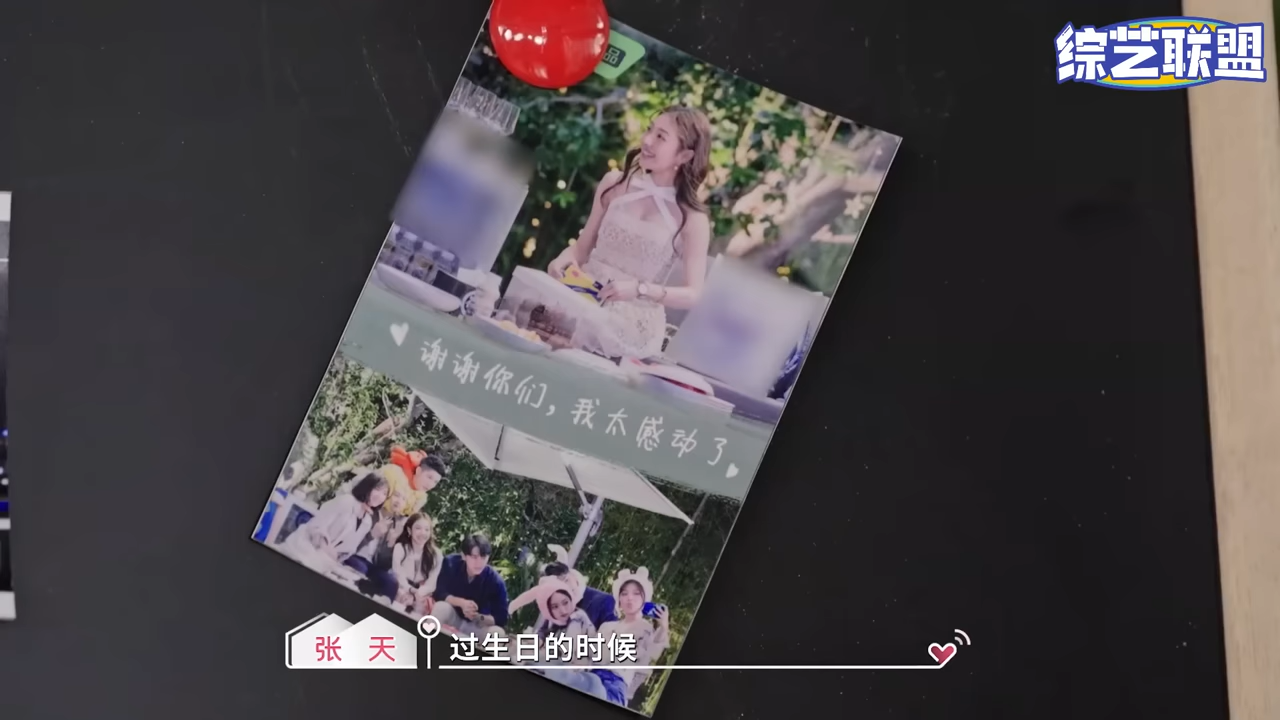 综艺联盟
品
谢谢你们，我太感动了
张天
过生日的时候